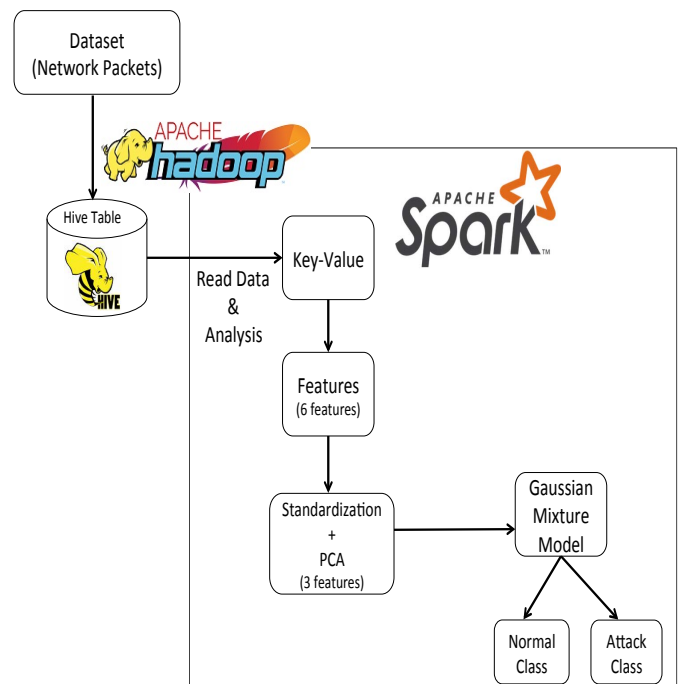 Dataset
(Network Packets)
APACHE
hadoop
Hive Table
HIVE
APACHE
Spark
TM
Key-Value
Read Data
&
Analysis
Features
(6 features)
Standardization
+
PCA
(3 features)
Gaussian
Mixture
Model
Normal
Class
Attack
Class